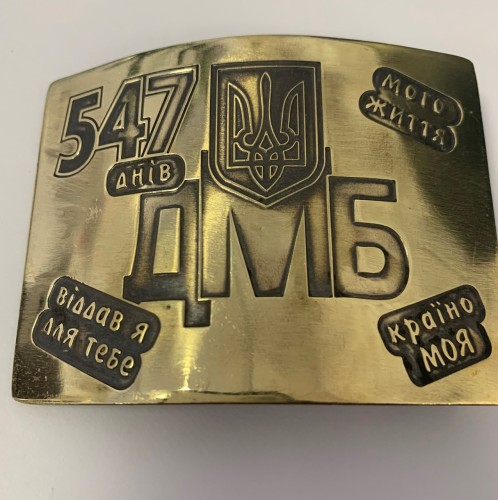 547
днів
мого
життя
ДМБ
віддав я
для тебе
країно
моя